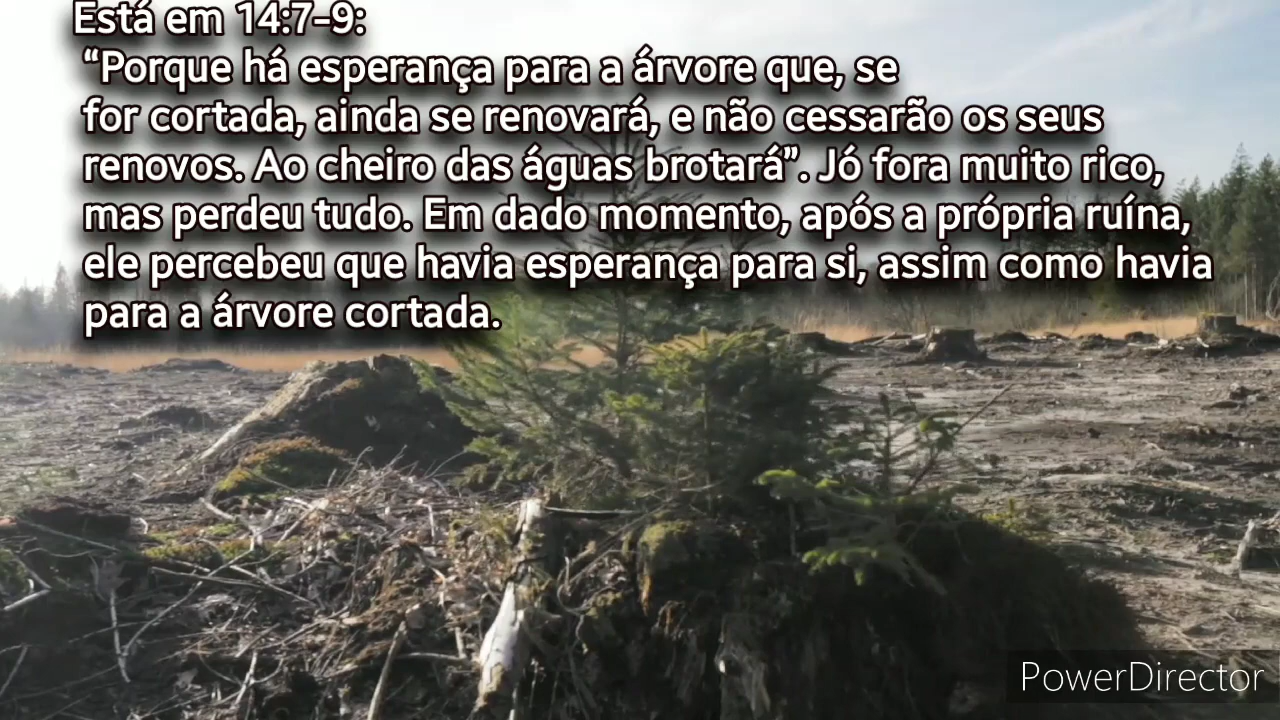 Está em 14:7-9:
“Porque há esperança para a árvore que, se
for cortada, ainda se renovará, e não cessarão os seus
renovos. Ao cheiro das águas brotará”. Jó fora muito rico,
mas perdeu tudo. Em dado momento, após a própria ruína,
ele percebeu que havia esperança para si, assim como havia
para a árvore cortada.
PowerDirector